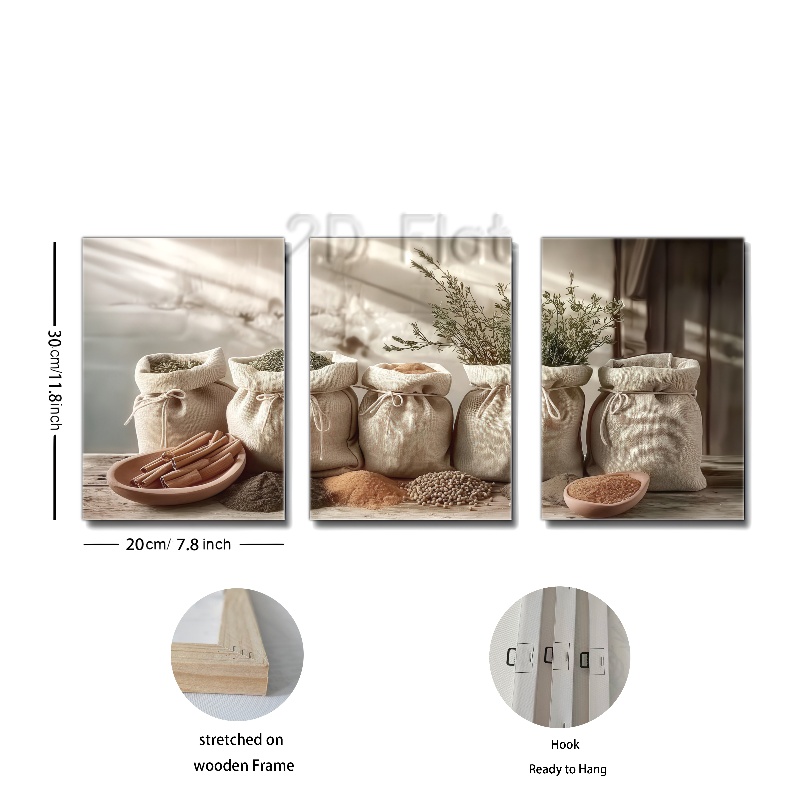 2D Flat
30cm/11.8inch
20cm/ 7.8 inch
stretched on
wooden Frame
Hook
Ready to Hang